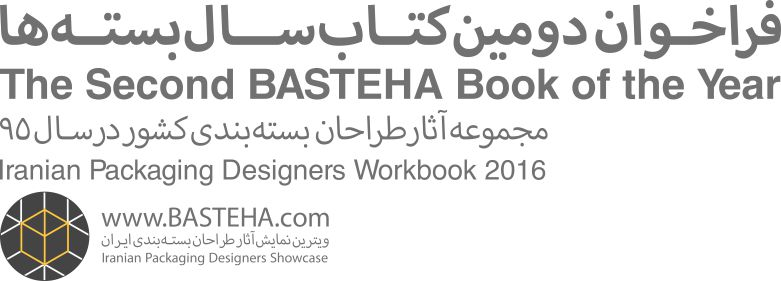 فراخوان دومین کتاب سال بسته‌ها
The Second BASTEHA Book of the Year
مجموعه آثار طراحان بسته‌بندی کشور در سال ۹۵
Iranian Packaging Designers Workbook 2016
www.BASTEHA.com
ویترین نمایش آثار طراحان بسته‌بندی ایران
Iranian Packaging Designers Showcase